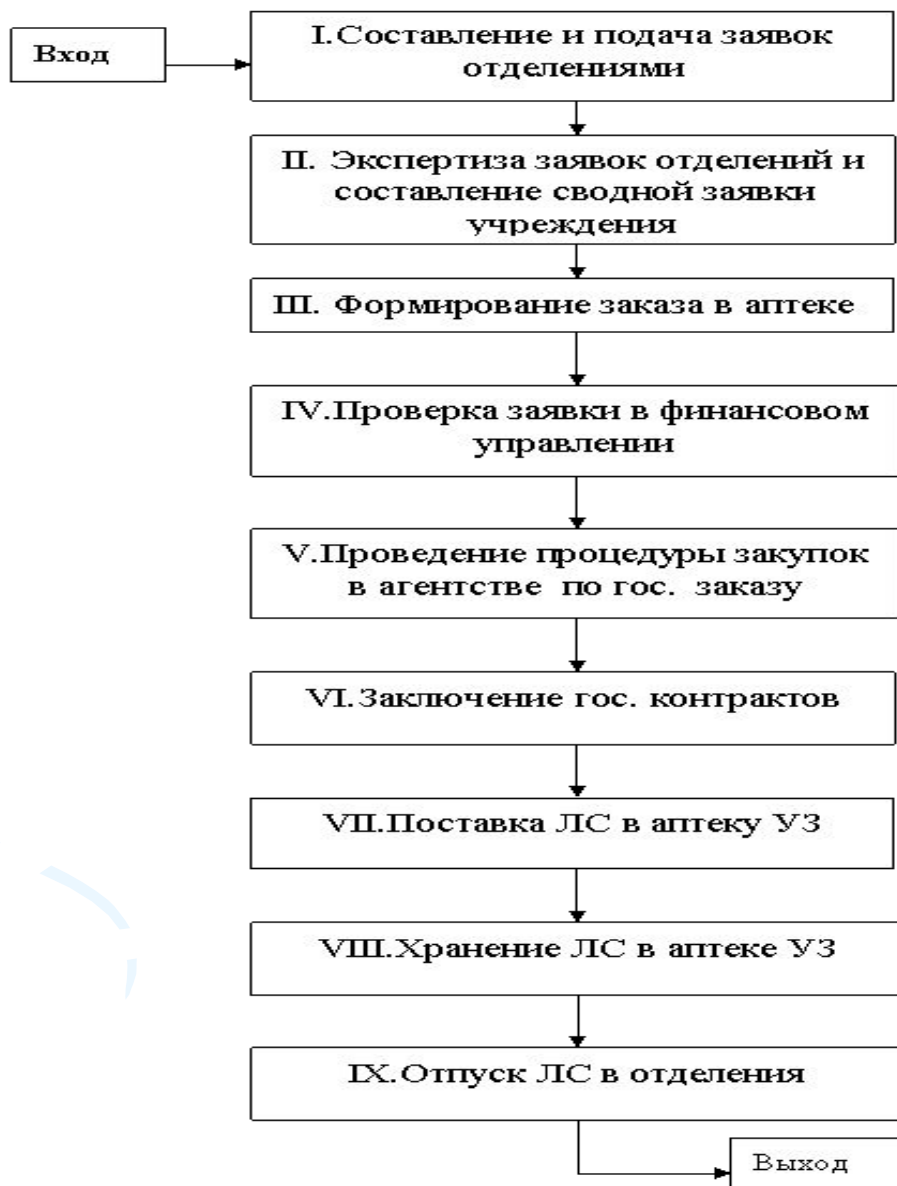 Вход
I.Составление и подача заявок
отделениями
II. Экспертиза заявок отделений и
составление сводной заявки
учреждения
III. Формирование заказа в аптеке
IV.Проверка заявки в финансовом
управлении
V.Проведение процедуры закупок
в агентстве по гос. заказу
VI.Заключение гос. контрактов
VII.Поставка ЛС в аптеку УЗ
VIII.Хранение ЛС в аптеке УЗ
IX.Отпуск ЛС в отделения
Выход